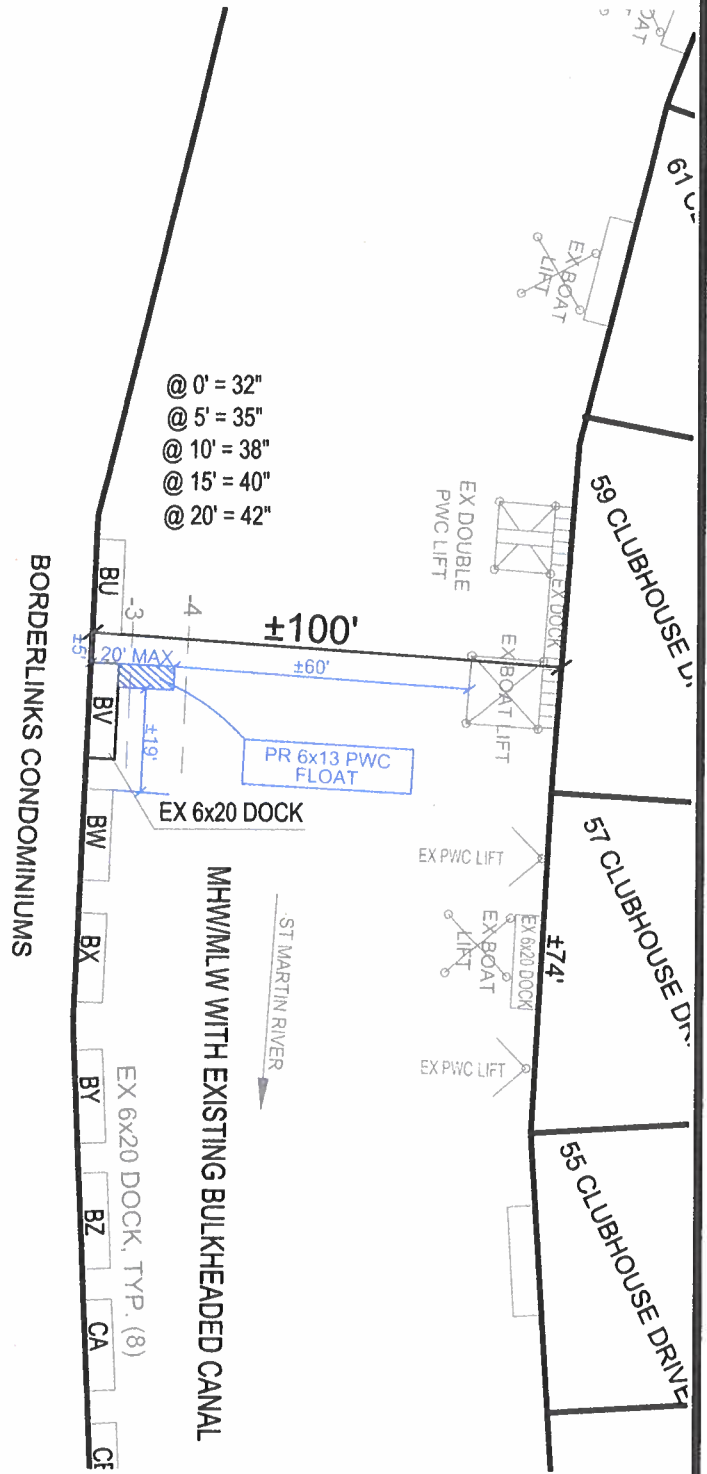 EX BOAT
LIFT
@ 0' = 32"
@ 5' = 35"
@ 10' = 38"
@ 15' = 40"
@ 20' = 42"
59 CLUBHOUSE
EX DOUBLE
PWC LIFT
EX DOCK
EX BOAT LIFT
BORDERLINKS CONDOMINIUMS
BU
-3
-4
±100'
±5'
20' MAX
±60'
BV
±19'
PR 6x13 PWC
FLOAT
EX 6x20 DOCK
57 CLUBHOUSE DR.
BW
EX PWC LIFT
MHW/MLW WITH EXISTING BULKHEADED CANAL
ST MARTIN RIVER
BX
EX BOAT
LIFT
EX 6x20 DOCK
±74'
EX PWC LIFT
BY
EX 6x20 DOCK, TYP. (8)
BZ
55 CLUBHOUSE DRIVE
CA
61